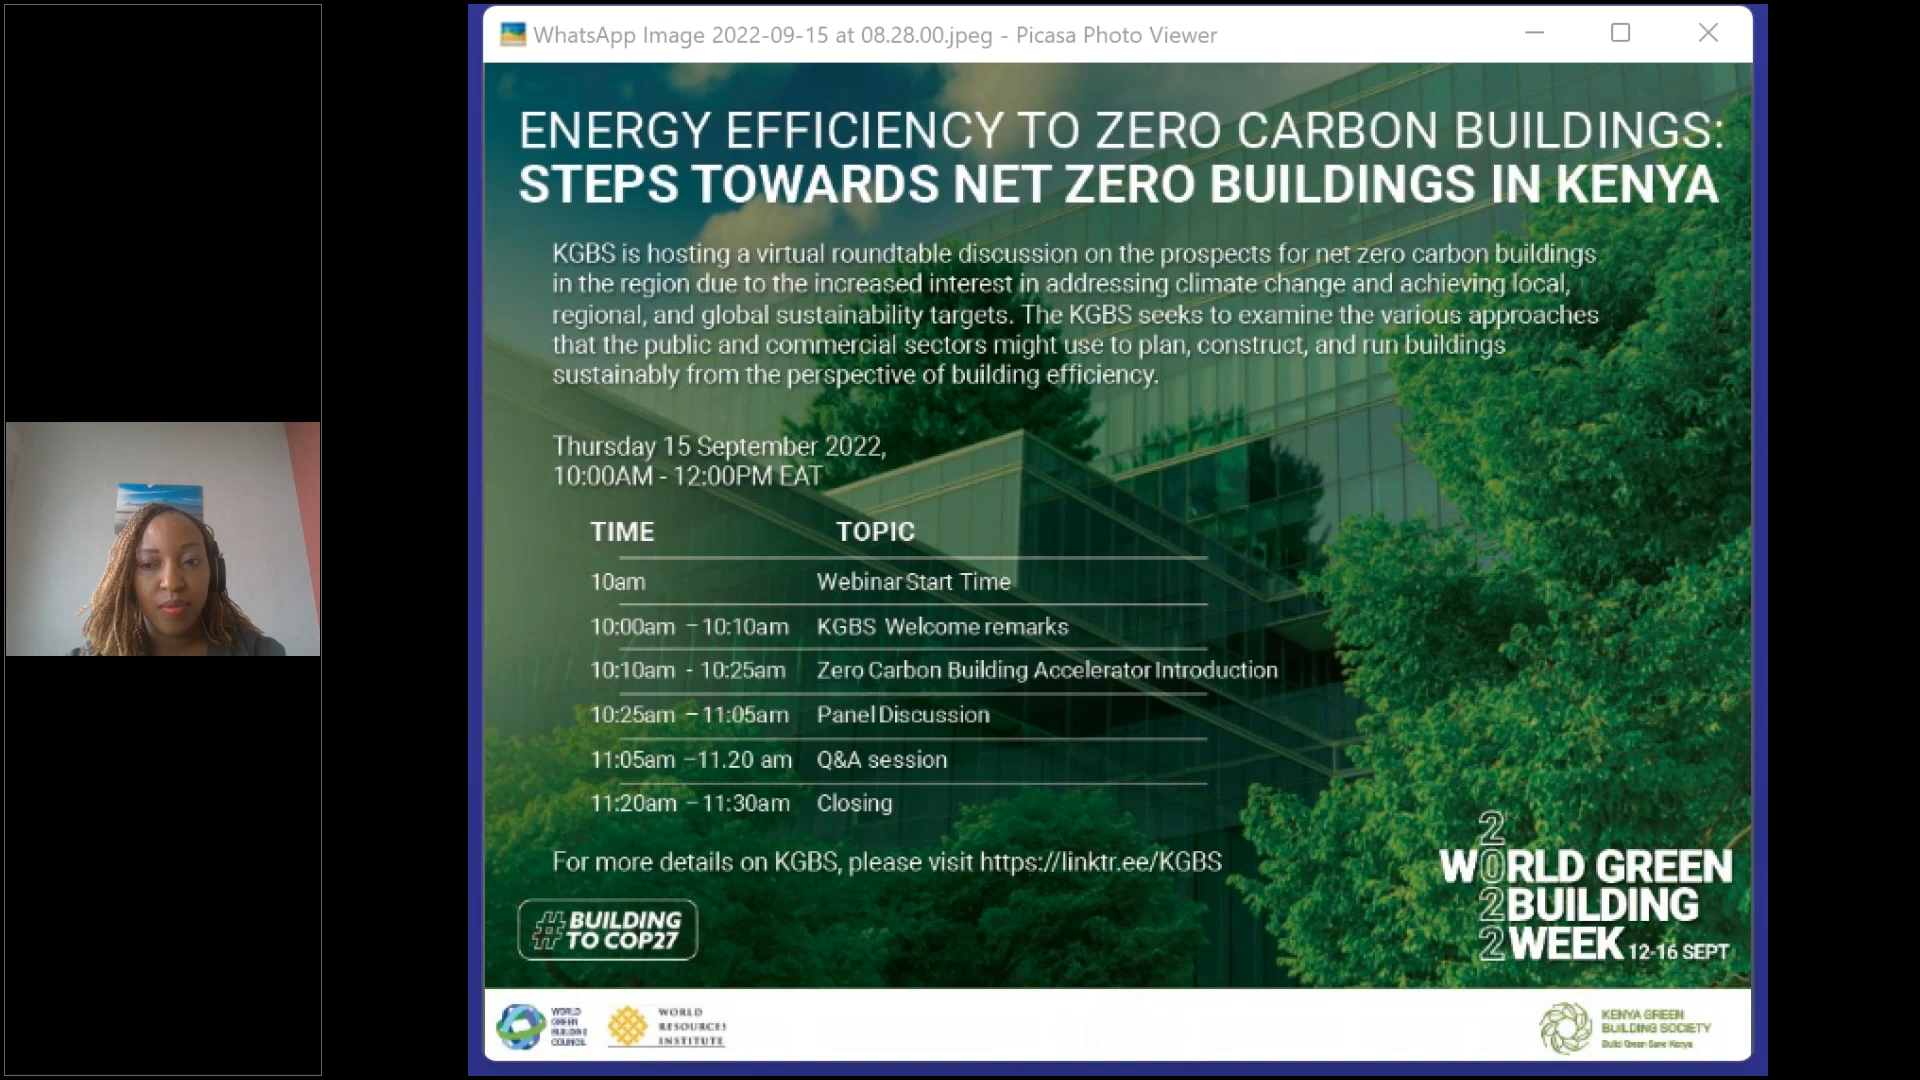 WhatsApp Image 2022-09-15 at 08.28.00.jpeg - Picasa Photo Viewer
ENERGY EFFICIENCY TO ZERO CARBON BUILDINGS:
STEPS TOWARDS NET ZERO BUILDINGS IN KENYA
KGBS is hosting a virtual roundtable discussion on the prospects for net zero carbon buildings
in the region due to the increased interest in addressing climate change and achieving local,
regional, and global sustainability targets. The KGBS seeks to examine the various approaches
that the public and commercial sectors might use to plan, construct, and run buildings
sustainably from the perspective of building efficiency.
Thursday 15 September 2022,
10:00AM - 12:00PM EAT
TIME TOPIC
10am Webinar Start Time
10:00am – 10:10am KGBS Welcome remarks
10:10am - 10:25am Zero Carbon Building Accelerator Introduction
10:25am – 11:05am Panel Discussion
11:05am –11.20 am Q&A session
11:20am – 11:30am Closing
For more details on KGBS, please visit https://linktr.ee/KGBS
#BUILDING
TO COP27
2
WORLD GREEN
2BUILDING
2WEEK 12-16 SEPT
WORLD
GREEN
BUILDING
COUNCIL
WORLD
RESOURCES
INSTITUTE
KENYA GREEN
BUILDING SOCIETY
Build Green Save Kenya